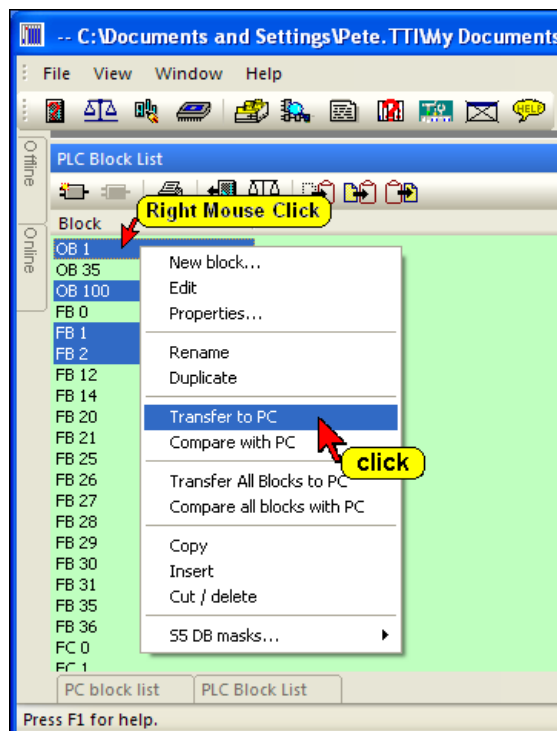 -- C:\Documents and Settings\Pete.TTI\My Documents
File View Window Help
HELP
Offline
Online
PLC Block List
Right Mouse Click
Block
OB 1
OB 35
OB 100
FB 0
FB 1
FB 2
FB 12
FB 14
FB 20
FB 21
FB 25
FB 26
FB 27
FB 28
FB 29
FB 30
FB 31
FB 35
FB 36
FC 0
FC 1
New block...
Edit
Properties...
Rename
Duplicate
Transfer to PC
Compare with PC
click
Transfer All Blocks to PC
Compare all blocks with PC
Copy
Insert
Cut / delete
S5 DB masks...
PC block list PLC Block List
Press F1 for help.